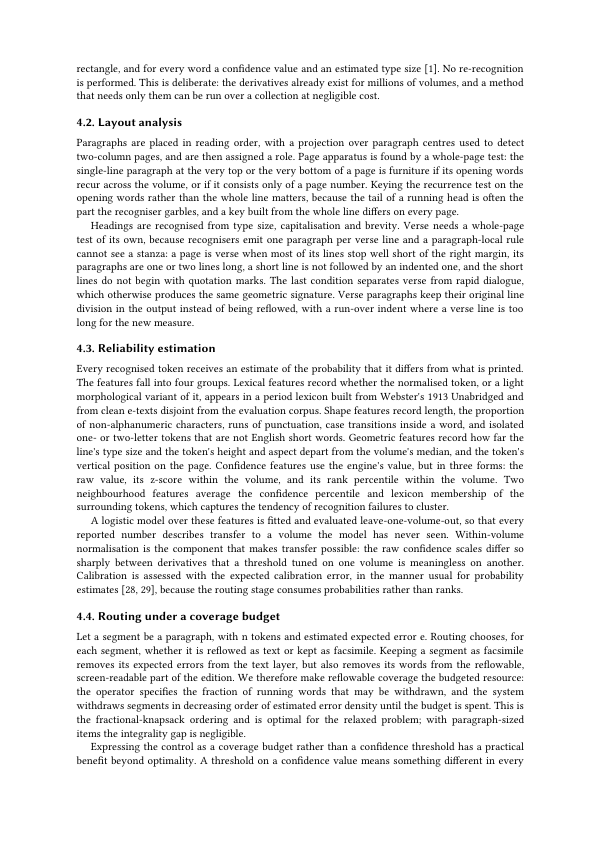 rectangle, and for every word a confidence value and an estimated type size [1]. No re-recognition
is performed. This is deliberate: the derivatives already exist for millions of volumes, and a method
that needs only them can be run over a collection at negligible cost.
4.2. Layout analysis
Paragraphs are placed in reading order, with a projection over paragraph centres used to detect
two-column pages, and are then assigned a role. Page apparatus is found by a whole-page test: the
single-line paragraph at the very top or the very bottom of a page is furniture if its opening words
recur across the volume, or if it consists only of a page number. Keying the recurrence test on the
opening words rather than the whole line matters, because the tail of a running head is often the
part the recogniser garbles, and a key built from the whole line differs on every page.
Headings are recognised from type size, capitalisation and brevity. Verse needs a whole-page
test of its own, because recognisers emit one paragraph per verse line and a paragraph-local rule
cannot see a stanza: a page is verse when most of its lines stop well short of the right margin, its
paragraphs are one or two lines long, a short line is not followed by an indented one, and the short
lines do not begin with quotation marks. The last condition separates verse from rapid dialogue,
which otherwise produces the same geometric signature. Verse paragraphs keep their original line
division in the output instead of being reflowed, with a run-over indent where a verse line is too
long for the new measure.
4.3. Reliability estimation
Every recognised token receives an estimate of the probability that it differs from what is printed.
The features fall into four groups. Lexical features record whether the normalised token, or a light
morphological variant of it, appears in a period lexicon built from Webster's 1913 Unabridged and
from clean e-texts disjoint from the evaluation corpus. Shape features record length, the proportion
of non-alphanumeric characters, runs of punctuation, case transitions inside a word, and isolated
one- or two-letter tokens that are not English short words. Geometric features record how far the
line's type size and the token's height and aspect depart from the volume's median, and the token's
vertical position on the page. Confidence features use the engine's value, but in three forms: the
raw value, its z-score within the volume, and its rank percentile within the volume. Two
neighbourhood features average the confidence percentile and lexicon membership of the
surrounding tokens, which captures the tendency of recognition failures to cluster.
A logistic model over these features is fitted and evaluated leave-one-volume-out, so that every
reported number describes transfer to a volume the model has never seen. Within-volume
normalisation is the component that makes transfer possible: the raw confidence scales differ so
sharply between derivatives that a threshold tuned on one volume is meaningless on another.
Calibration is assessed with the expected calibration error, in the manner usual for probability
estimates [28, 29], because the routing stage consumes probabilities rather than ranks.
4.4. Routing under a coverage budget
Let a segment be a paragraph, with n tokens and estimated expected error e. Routing chooses, for
each segment, whether it is reflowed as text or kept as facsimile. Keeping a segment as facsimile
removes its expected errors from the text layer, but also removes its words from the reflowable,
screen-readable part of the edition. We therefore make reflowable coverage the budgeted resource:
the operator specifies the fraction of running words that may be withdrawn, and the system
withdraws segments in decreasing order of estimated error density until the budget is spent. This is
the fractional-knapsack ordering and is optimal for the relaxed problem; with paragraph-sized
items the integrality gap is negligible.
Expressing the control as a coverage budget rather than a confidence threshold has a practical
benefit beyond optimality. A threshold on a confidence value means something different in every